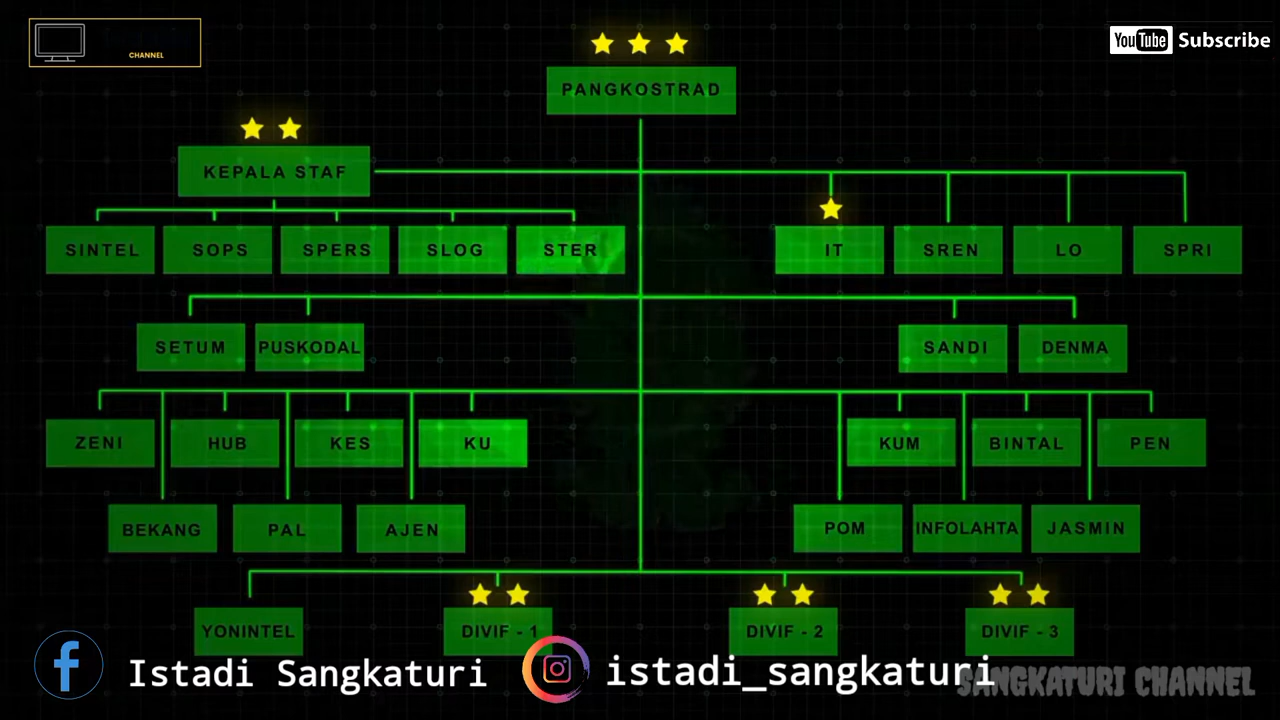 CHANNEL
YouTube Subscribe
PANGKOSTRAD
KEPALA STAF
SINTEL SOPS SPERS SLOG STER IT SREN LO SPRI
SETUM PUSKODAL SANDI DENMA
ZENI HUB KES KU KUM BINTAL PEN
BEKANG PAL AJEN POM INFOLAHTA JASMIN
YONINTEL DIVIF - 1 DIVIF - 2 DIVIF - 3
Istadi Sangkaturi istadi_sangkaturi
SANGKATURI CHANNEL